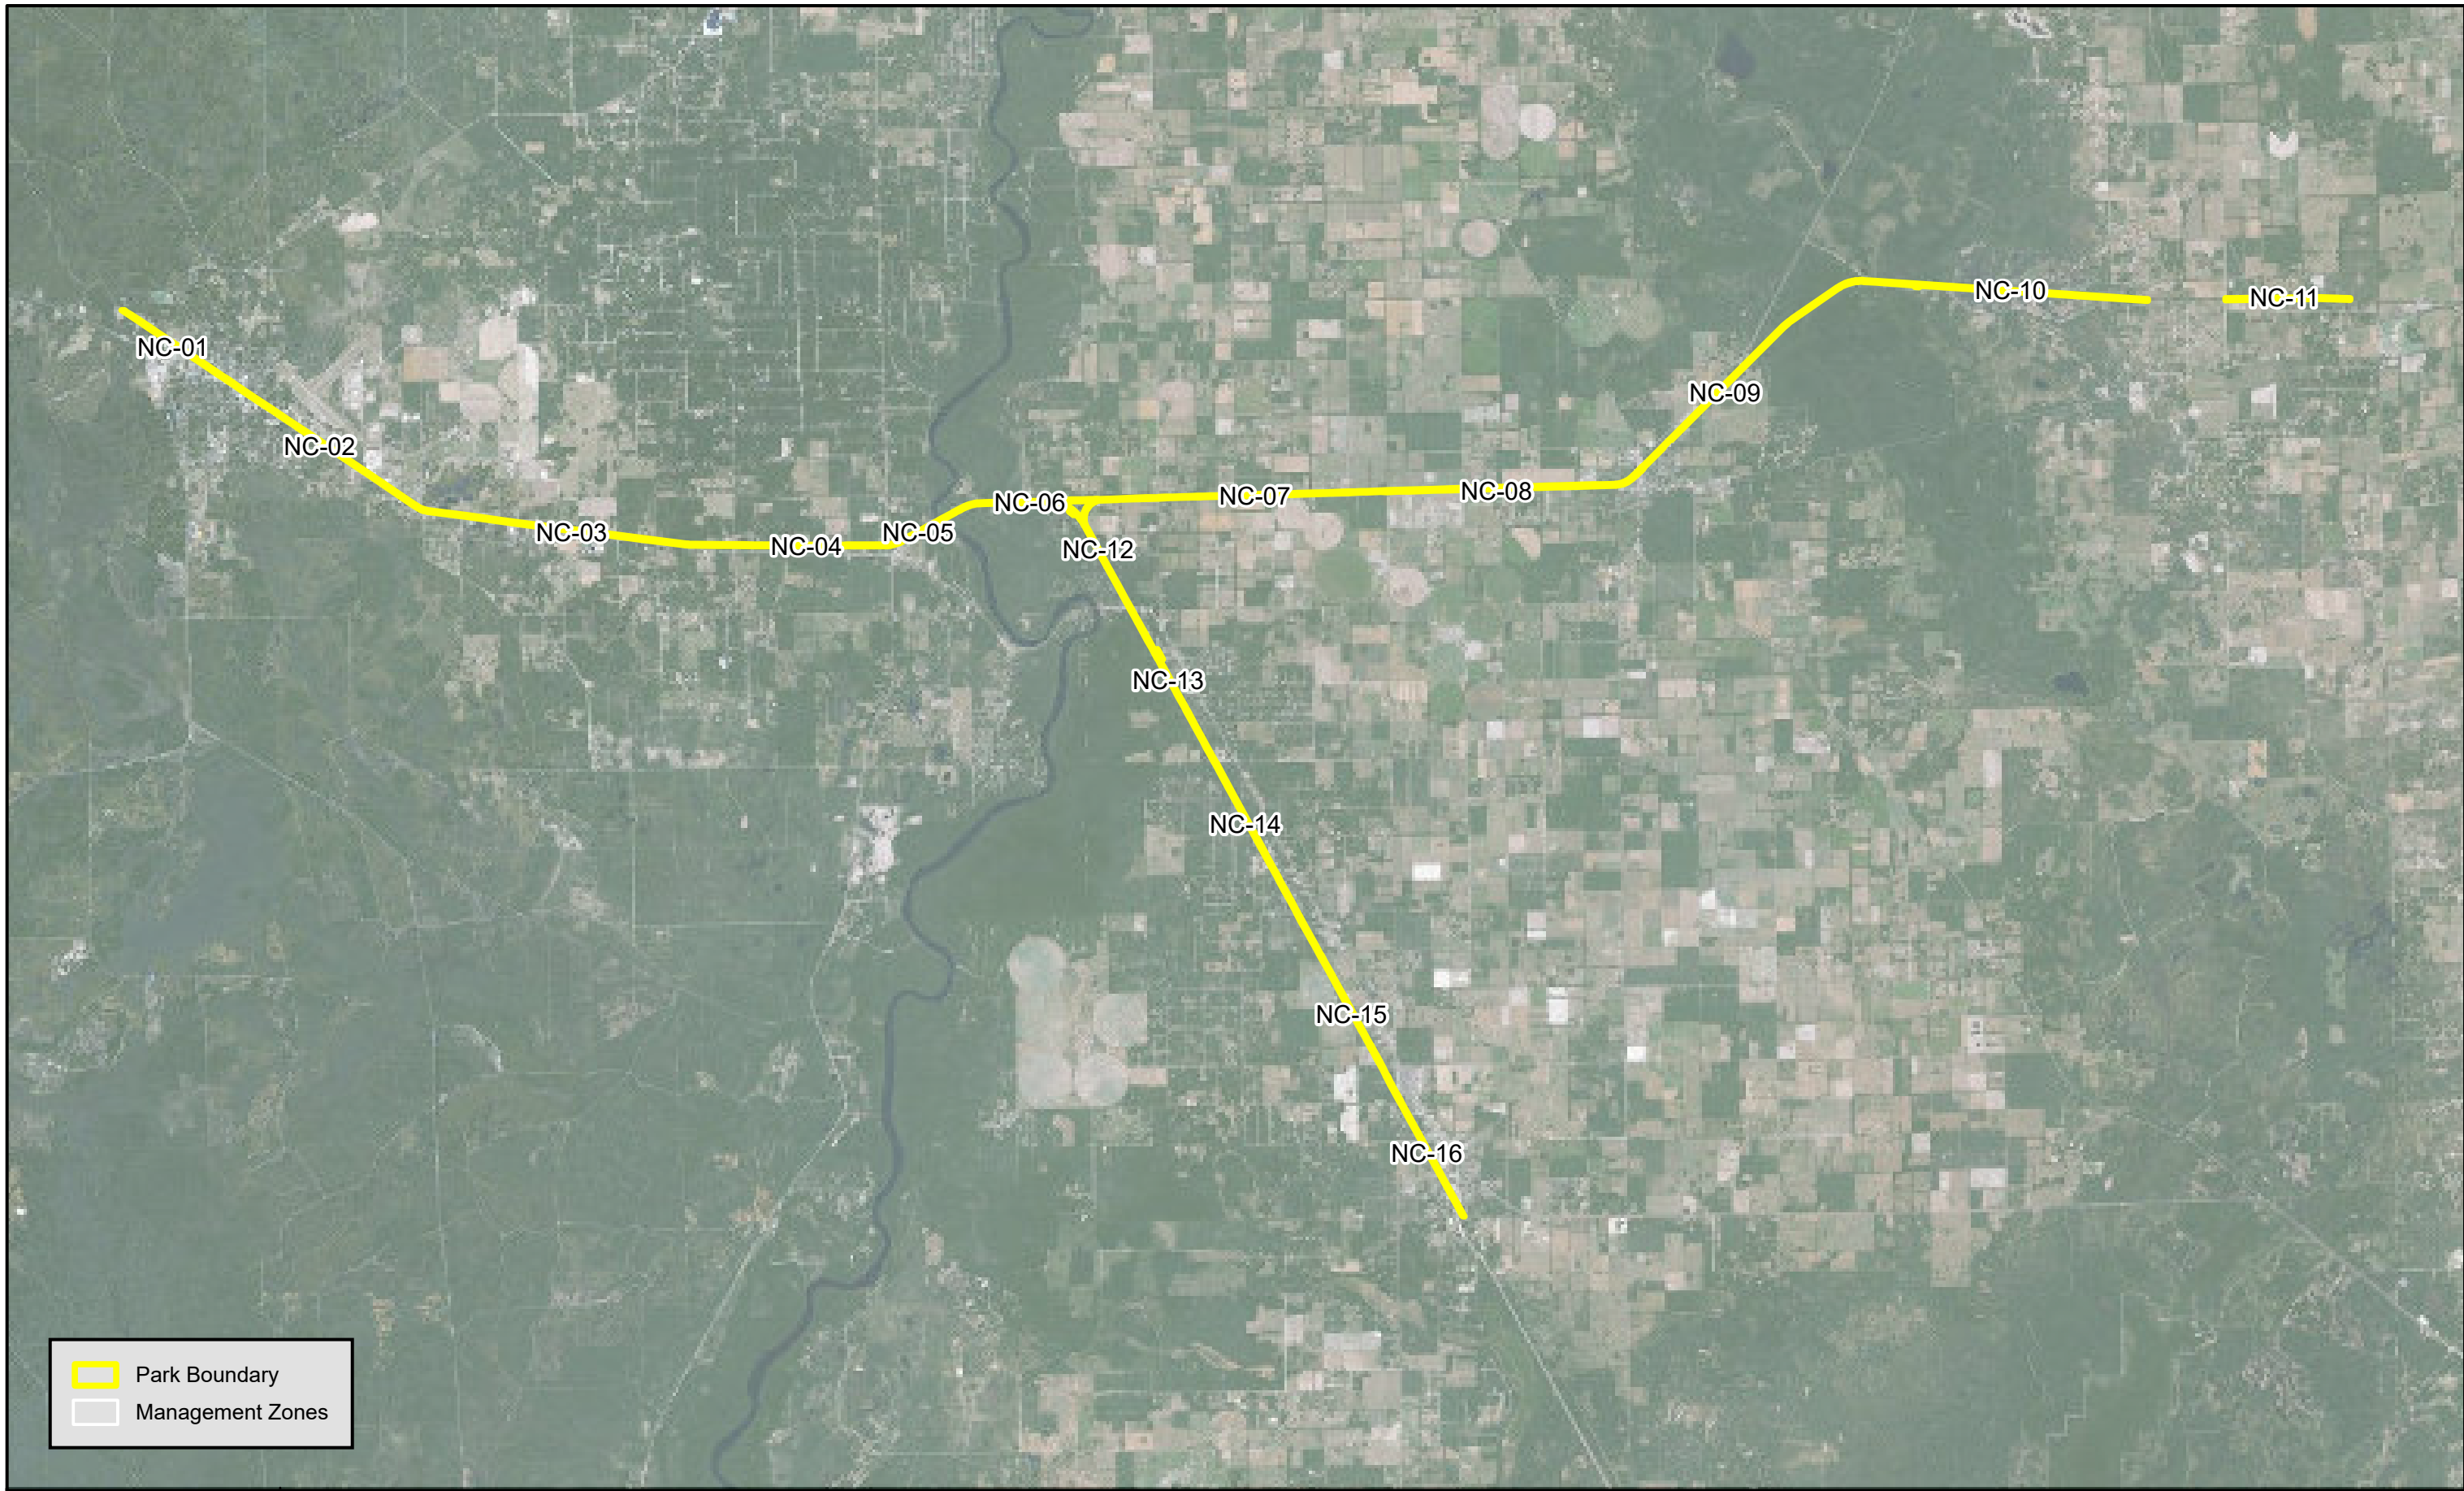 NC-10
NC-11
NC-01
NC-09
NC-02
NC-08
NC-07
NC-06
NC-03
NC-05
NC-04
NC-12
NC-13
NC-14
NC-15
NC-16
Park Boundary
Management Zones